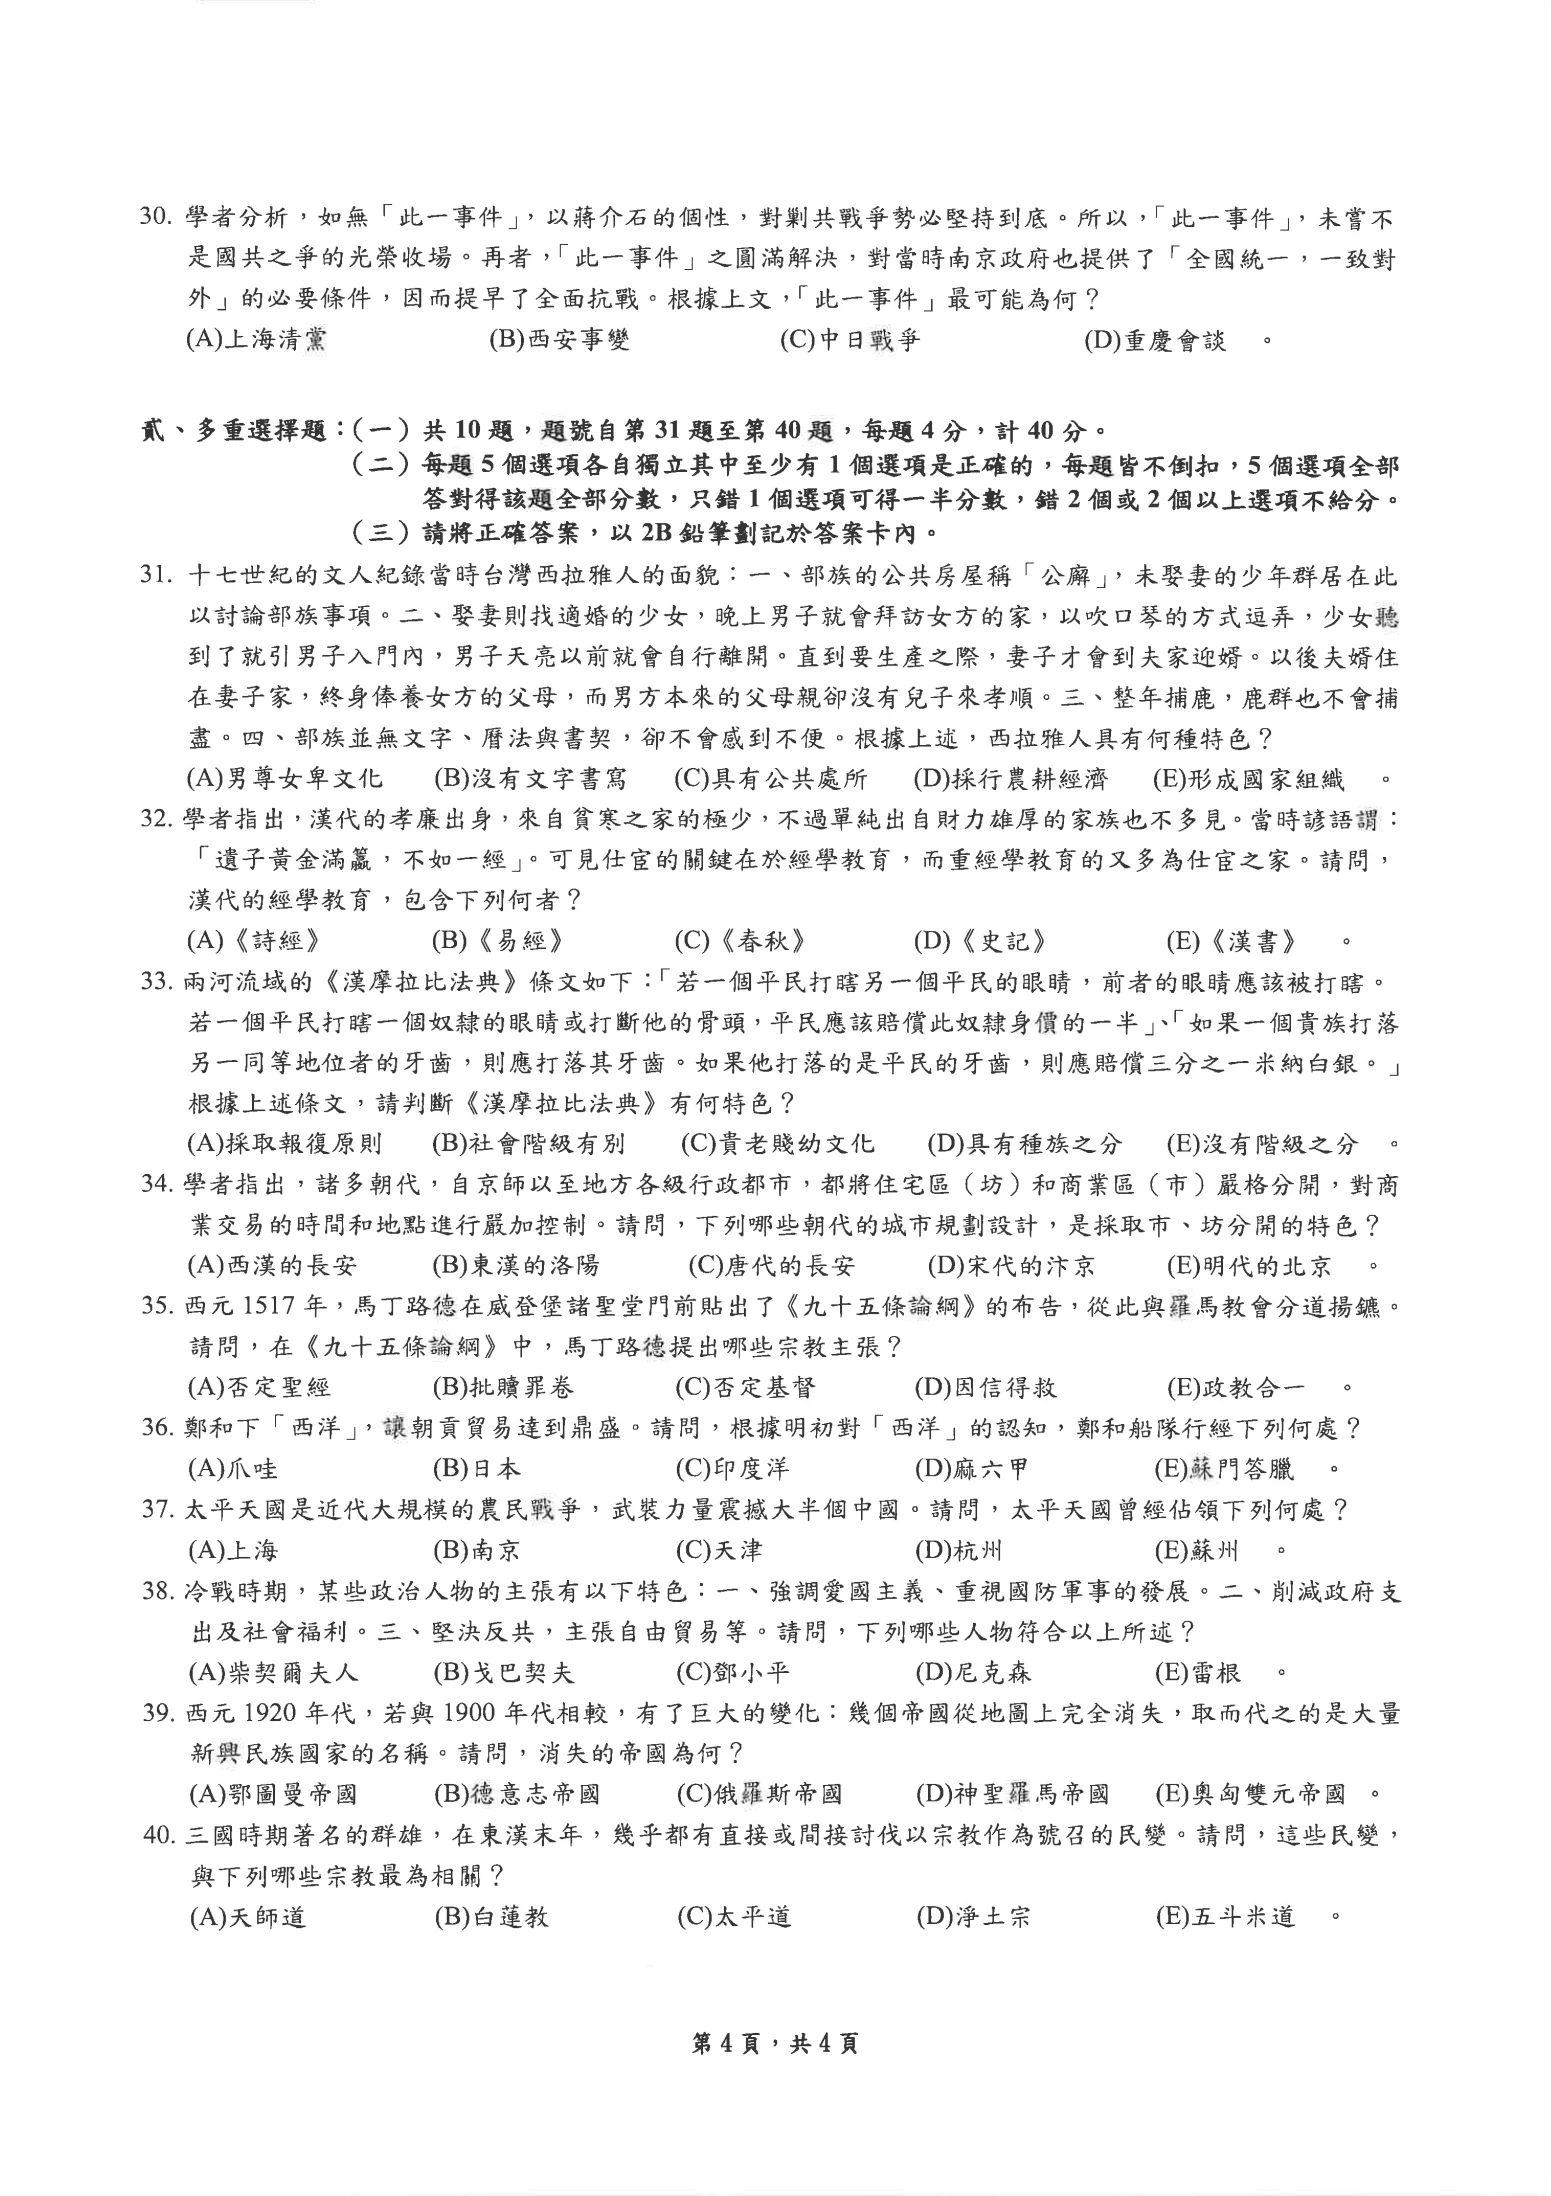 30. 學者分析，如無「此一事件」，以蔣介石的個性，對剿共戰爭勢必堅持到底。所以，「此一事件」，未嘗不
是國共之爭的光榮收場。再者，「此一事件」之圓滿解決，對當時南京政府也提供了「全國統一，一致對
外」的必要條件，因而提早了全面抗戰。根據上文，「此一事件」最可能為何？
(A)上海清黨 (B)西安事變 (C)中日戰爭 (D)重慶會談 。
貳、多重選擇題：（一）共 10 題，題號自第 31 題至第 40 題，每題 4 分，計 40 分。
（二）每題 5 個選項各自獨立其中至少有 1 個選項是正確的，每題皆不倒扣，5 個選項全部
答對得該題全部分數，只錯 1 個選項可得一半分數，錯 2 個或 2 個以上選項不給分。
（三）請將正確答案，以 2B 鉛筆劃記於答案卡內。
31. 十七世紀的文人紀錄當時台灣西拉雅人的面貌：一、部族的公共房屋稱「公廨」，未娶妻的少年群居在此
以討論部族事項。二、娶妻則找適婚的少女，晚上男子就會拜訪女方的家，以吹口琴的方式逗弄，少女聽
到了就引男子入門內，男子天亮以前就會自行離開。直到要生產之際，妻子才會到夫家迎婿。以後夫婿住
在妻子家，終身俸養女方的父母，而男方本來的父母親卻沒有兒子來孝順。三、整年捕鹿，鹿群也不會捕
盡。四、部族並無文字、曆法與書契，卻不會感到不便。根據上述，西拉雅人具有何種特色？
(A)男尊女卑文化 (B)沒有文字書寫 (C)具有公共處所 (D)採行農耕經濟 (E)形成國家組織 。
32. 學者指出，漢代的孝廉出身，來自貧寒之家的極少，不過單純出自財力雄厚的家族也不多見。當時諺語謂：
「遺子黃金滿籯，不如一經」。可見仕宦的關鍵在於經學教育，而重經學教育的又多為仕宦之家。請問，
漢代的經學教育，包含下列何者？
(A)《詩經》 (B)《易經》 (C)《春秋》 (D)《史記》 (E)《漢書》 。
33. 兩河流域的《漢摩拉比法典》條文如下：「若一個平民打瞎另一個平民的眼睛，前者的眼睛應該被打瞎。
若一個平民打瞎一個奴隸的眼睛或打斷他的骨頭，平民應該賠償此奴隸身價的一半」、「如果一個貴族打落
另一同等地位者的牙齒，則應打落其牙齒。如果他打落的是平民的牙齒，則應賠償三分之一米納白銀。」
根據上述條文，請判斷《漢摩拉比法典》有何特色？
(A)採取報復原則 (B)社會階級有別 (C)貴老賤幼文化 (D)具有種族之分 (E)沒有階級之分 。
34. 學者指出，諸多朝代，自京師以至地方各級行政都市，都將住宅區（坊）和商業區（市）嚴格分開，對商
業交易的時間和地點進行嚴加控制。請問，下列哪些朝代的城市規劃設計，是採取市、坊分開的特色？
(A)西漢的長安 (B)東漢的洛陽 (C)唐代的長安 (D)宋代的汴京 (E)明代的北京 。
35. 西元 1517 年，馬丁路德在威登堡諸聖堂門前貼出了《九十五條論綱》的布告，從此與羅馬教會分道揚鑣。
請問，在《九十五條論綱》中，馬丁路德提出哪些宗教主張？
(A)否定聖經 (B)批贖罪卷 (C)否定基督 (D)因信得救 (E)政教合一 。
36. 鄭和下「西洋」，讓朝貢貿易達到鼎盛。請問，根據明初對「西洋」的認知，鄭和船隊行經下列何處？
(A)爪哇 (B)日本 (C)印度洋 (D)麻六甲 (E)蘇門答臘 。
37. 太平天國是近代大規模的農民戰爭，武裝力量震撼大半個中國。請問，太平天國曾經佔領下列何處？
(A)上海 (B)南京 (C)天津 (D)杭州 (E)蘇州 。
38. 冷戰時期，某些政治人物的主張有以下特色：一、強調愛國主義、重視國防軍事的發展。二、削減政府支
出及社會福利。三、堅決反共，主張自由貿易等。請問，下列哪些人物符合以上所述？
(A)柴契爾夫人 (B)戈巴契夫 (C)鄧小平 (D)尼克森 (E)雷根 。
39. 西元 1920 年代，若與 1900 年代相較，有了巨大的變化：幾個帝國從地圖上完全消失，取而代之的是大量
新興民族國家的名稱。請問，消失的帝國為何？
(A)鄂圖曼帝國 (B)德意志帝國 (C)俄羅斯帝國 (D)神聖羅馬帝國 (E)奧匈雙元帝國 。
40. 三國時期著名的群雄，在東漢末年，幾乎都有直接或間接討伐以宗教作為號召的民變。請問，這些民變，
與下列哪些宗教最為相關？
(A)天師道 (B)白蓮教 (C)太平道 (D)淨土宗 (E)五斗米道 。
第 4 頁，共 4 頁